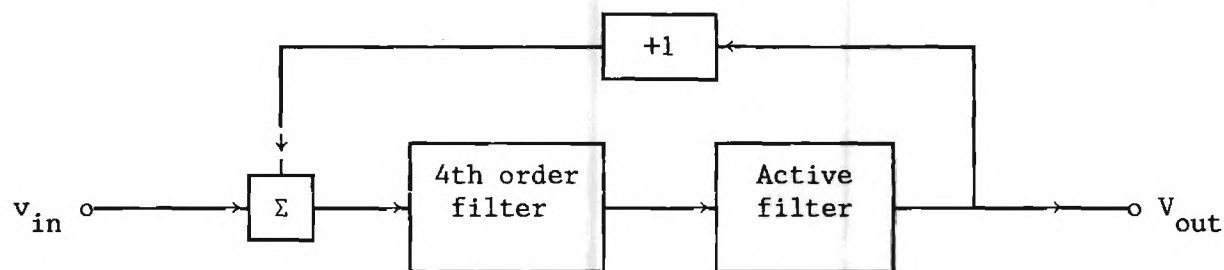 +1
4th order
filter
Active
filter
v_in
Σ
V_out